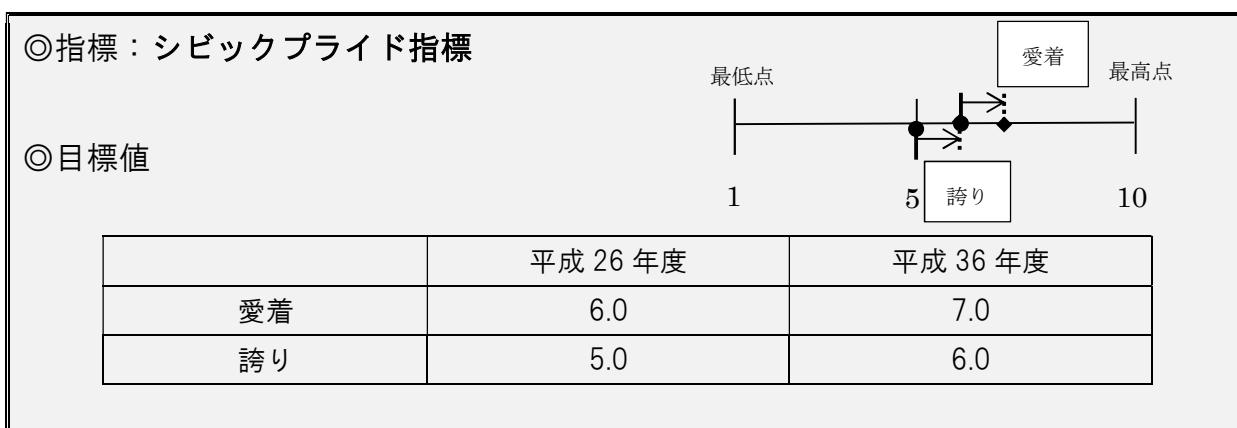 ◎指標：シビックプライド指標
愛着
最低点
最高点
◎目標値
1
5
誇り
10
平成 26 年度 平成 36 年度
愛着 6.0 7.0
誇り 5.0 6.0